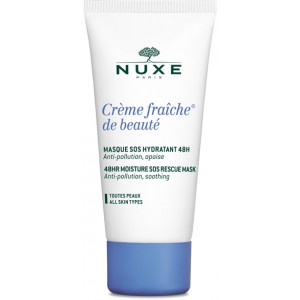 NUXE
PARIS
Crème fraîche®
de beauté
MASQUE SOS HYDRATANT 48H
Anti-pollution, apaise
48HR MOISTURE SOS RESCUE MASK
Anti-pollution, soothing
TOUTES PEAUX
ALL SKIN TYPES